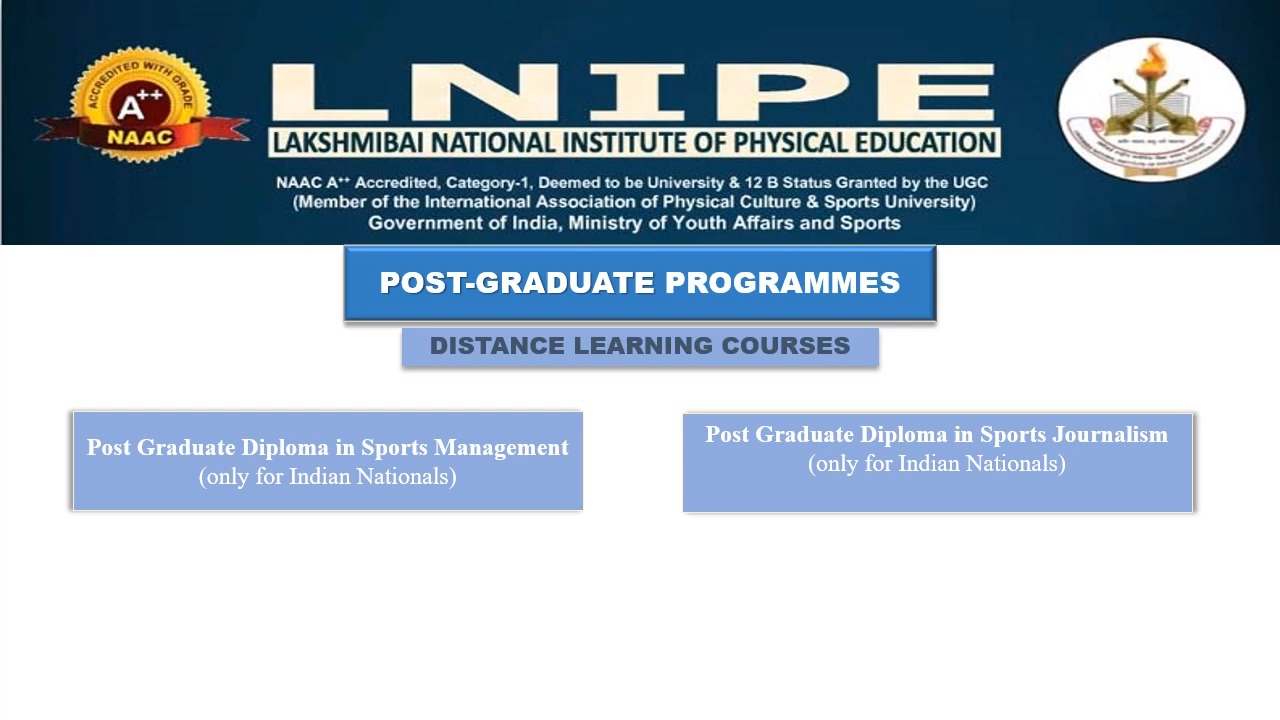 ACCREDITED WITH GRADE
A++
NAAC
LNIPE
LAKSHMIBAI NATIONAL INSTITUTE OF PHYSICAL EDUCATION
NAAC A++ Accredited, Category-1, Deemed to be University & 12 B Status Granted by the UGC
(Member of the International Association of Physical Culture & Sports University)
Government of India, Ministry of Youth Affairs and Sports
POST-GRADUATE PROGRAMMES
DISTANCE LEARNING COURSES
Post Graduate Diploma in Sports Management
(only for Indian Nationals)
Post Graduate Diploma in Sports Journalism
(only for Indian Nationals)